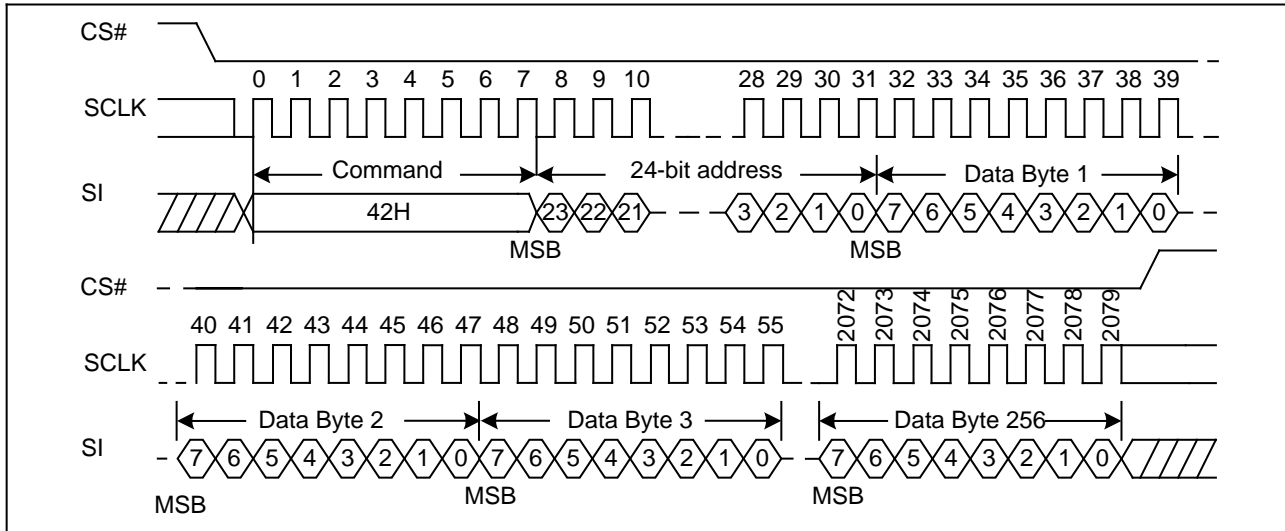 CS#
0 1 2 3 4 5 6 7 8 9 10 28 29 30 31 32 33 34 35 36 37 38 39
SCLK
Command 24-bit address Data Byte 1
SI
42H 23 22 21 3 2 1 0 7 6 5 4 3 2 1 0
MSB MSB
CS#
40 41 42 43 44 45 46 47 48 49 50 51 52 53 54 55 2072 2073 2074 2075 2076 2077 2078 2079
SCLK
Data Byte 2 Data Byte 3 Data Byte 256
SI
7 6 5 4 3 2 1 0 7 6 5 4 3 2 1 0 7 6 5 4 3 2 1 0
MSB MSB MSB